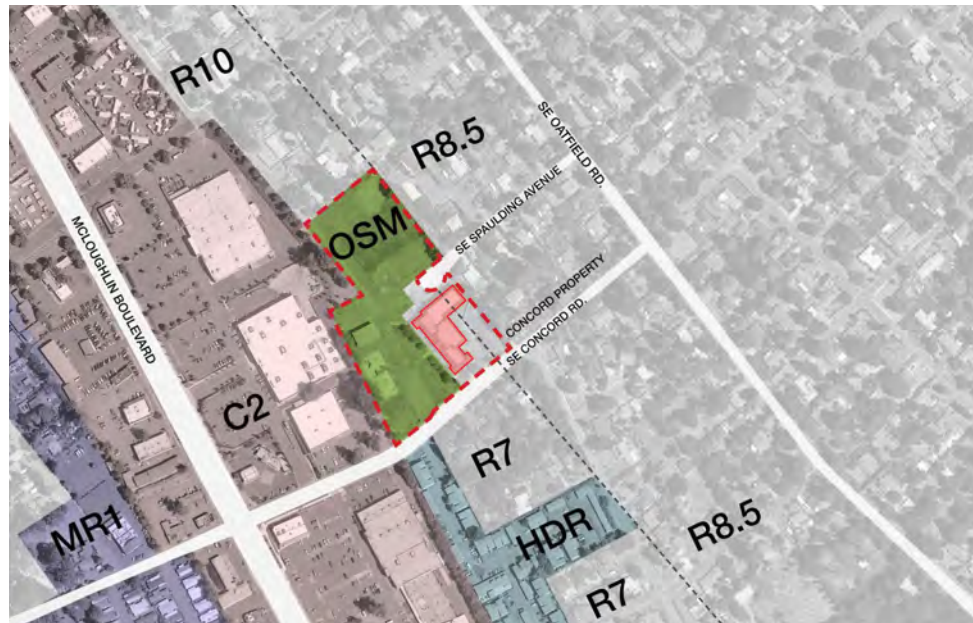 R10
R8.5
SE OATFIELD RD.
SE SPAULDING AVENUE
OSM
MCLOUGHLIN BOULEVARD
CONCORD PROPERTY
SE CONCORD RD.
C2
R7
MR1
HDR
R8.5
R7